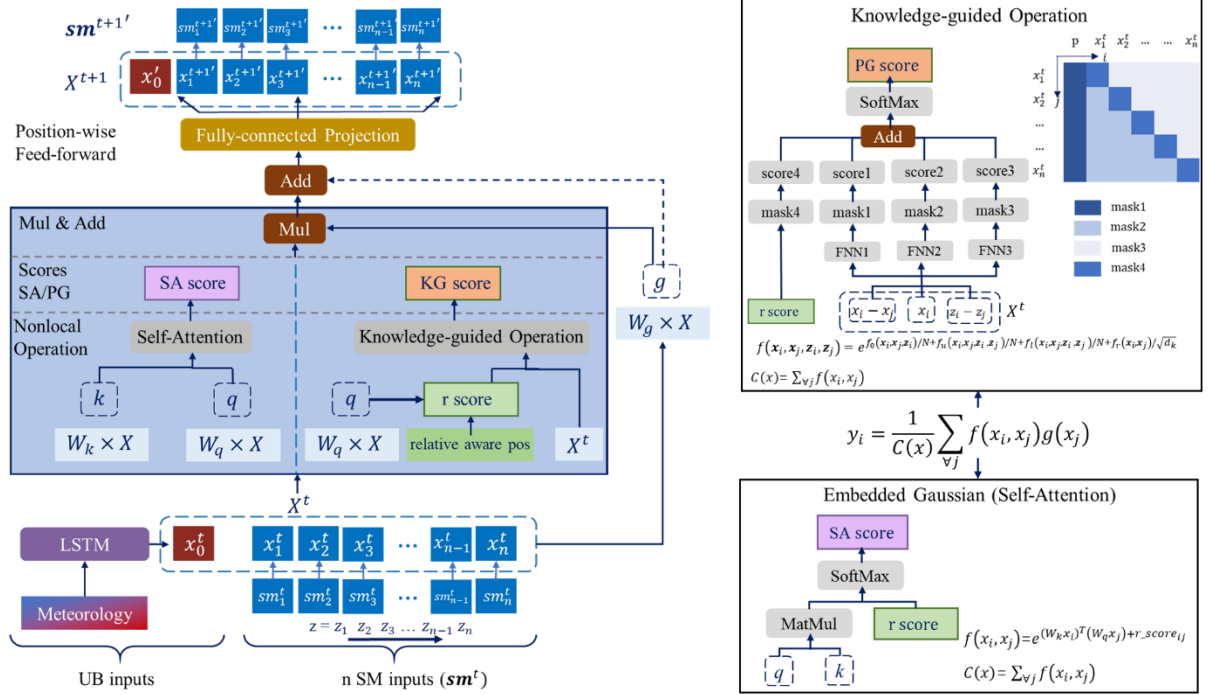 sm^{t+1'}
sm_1^{t+1'} sm_2^{t+1'} sm_3^{t+1'} ... sm_{n-1}^{t+1'} sm_n^{t+1'}
X^{t+1}
x_0' x_1^{t+1'} x_2^{t+1'} x_3^{t+1'} ... x_{n-1}^{t+1'} x_n^{t+1'}
Position-wise
Feed-forward
Fully-connected Projection
Add
Mul & Add
Mul
Scores
SA/PG
SA score
KG score
g
W_g × X
Nonlocal
Operation
Self-Attention
Knowledge-guided Operation
k
q
q
r score
W_k × X
W_q × X
W_q × X
relative aware pos
X^t
X^t
LSTM
x_0^t
x_1^t x_2^t x_3^t ... x_{n-1}^t x_n^t
Meteorology
sm_1^t sm_2^t sm_3^t ... sm_{n-1}^t sm_n^t
z = z_1 z_2 z_3 ... z_{n-1} z_n
UB inputs
n SM inputs (sm^t)
Knowledge-guided Operation
PG score
SoftMax
Add
score4 score1 score2 score3
mask4 mask1 mask2 mask3
FNN1 FNN2 FNN3
r score
x_i − x_j
x_i
z_i − z_j
X^t
p x_1^t x_2^t ... ... x_n^t
i
x_1^t
x_2^t
j
...
...
x_n^t
mask1
mask2
mask3
mask4
f(x_i, x_j, z_i, z_j) = e^{f_0(x_i,x_j,z_i)/N+f_u(x_i,x_j,z_i,z_j)/N+f_l(x_i,x_j,z_i,z_j)/N+f_r(x_i,x_j)/√d_k}
C(x)= ∑_{∀j} f(x_i, x_j)
y_i = \frac{1}{C(x)} ∑_{∀j} f(x_i, x_j)g(x_j)
Embedded Gaussian (Self-Attention)
SA score
SoftMax
MatMul
r score
q
k
f(x_i, x_j)=e^{(W_k x_i)^T(W_q x_j)+r_score_{ij}}
C(x)= ∑_{∀j} f(x_i, x_j)